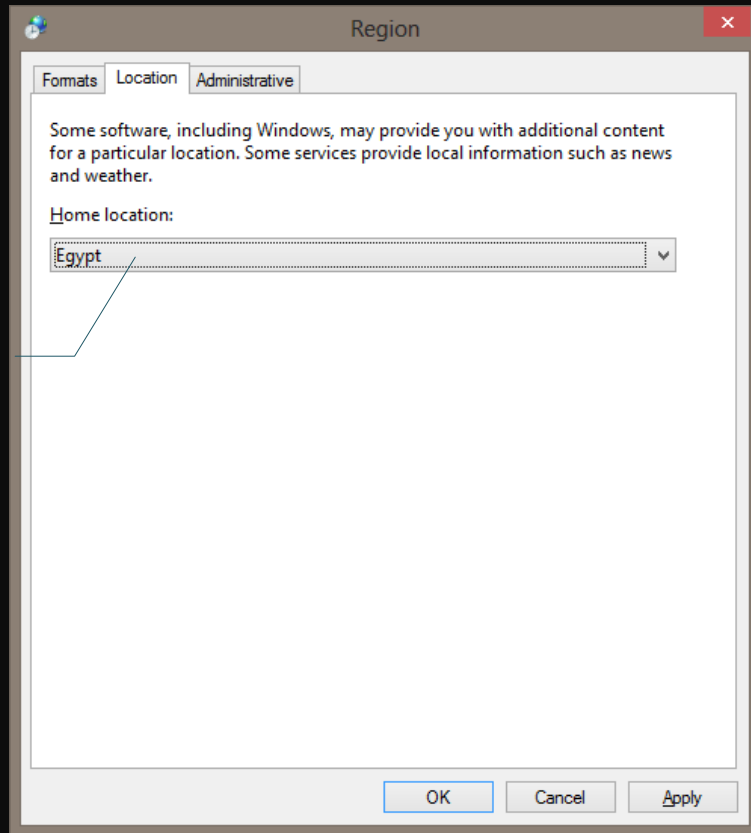 Region
Formats
Location
Administrative
Some software, including Windows, may provide you with additional content
for a particular location. Some services provide local information such as news
and weather.
Home location:
Egypt
OK
Cancel
Apply